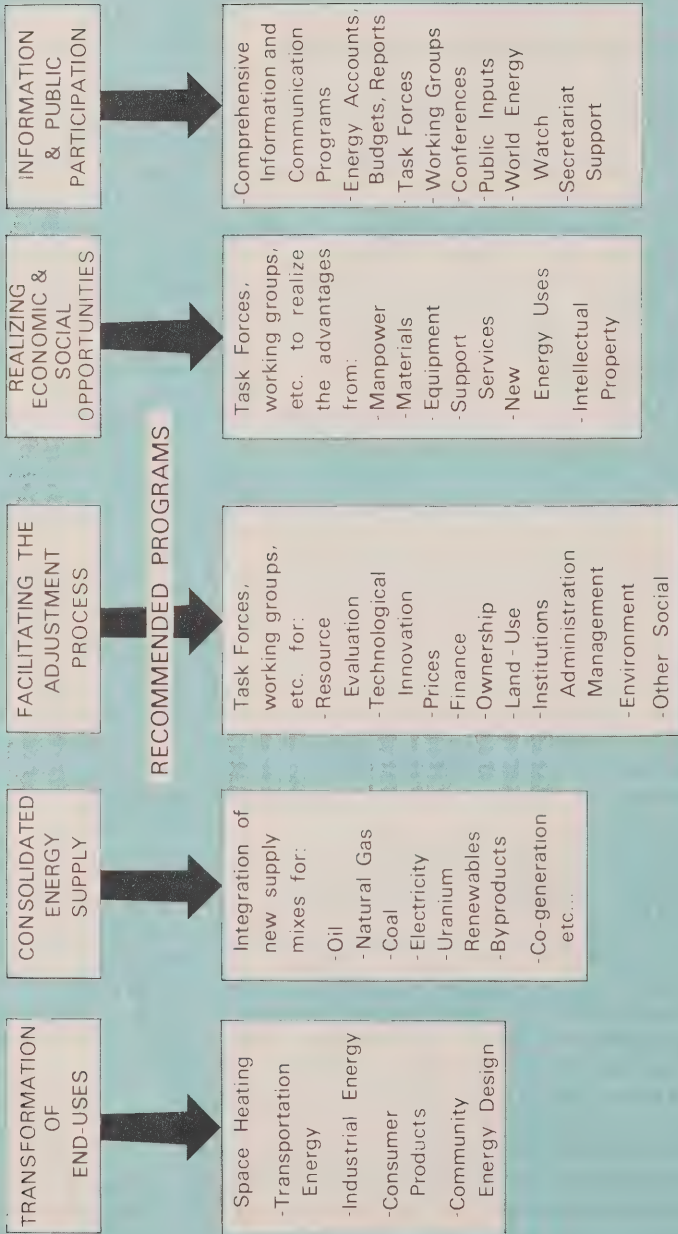 TRANSFORMATION
OF
END-USES
CONSOLIDATED
ENERGY
SUPPLY
FACILITATING THE
ADJUSTMENT
PROCESS
REALIZING
ECONOMIC &
SOCIAL
OPPORTUNITIES
INFORMATION
& PUBLIC
PARTICIPATION
RECOMMENDED PROGRAMS
Space Heating
-Transportation
Energy
-Industrial Energy
-Consumer
Products
-Community
Energy Design
Integration of
new supply
mixes for:
-Oil
-Natural Gas
-Coal
-Electricity
-Uranium
Renewables
-Byproducts
-Co-generation
etc...
Task Forces,
working groups,
etc. for:
-Resource
Evaluation
-Technological
Innovation
-Prices
-Finance
-Ownership
-Land-Use
-Institutions
Administration
Management
-Environment
-Other Social
Task Forces,
working groups,
etc. to realize
the advantages
from:
-Manpower
-Materials
·Equipment
-Support
Services
-New
Energy Uses
-Intellectual
Property
-Comprehensive
Information and
Communication
Programs
-Energy Accounts,
Budgets, Reports
·Task Forces
-Working Groups
-Conferences
-Public Inputs
-World Energy
Watch
-Secretariat
Support